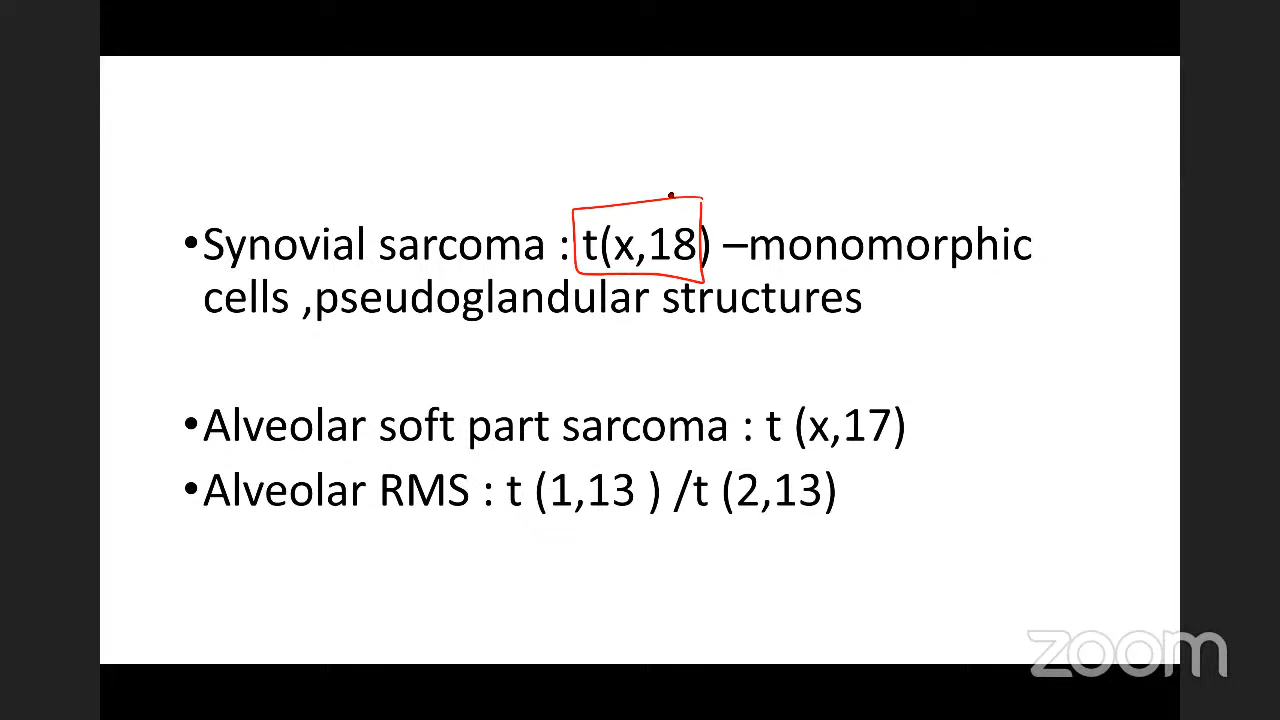 •Synovial sarcoma : t(x,18) –monomorphic
cells ,pseudoglandular structures
•Alveolar soft part sarcoma : t (x,17)
•Alveolar RMS : t (1,13 ) /t (2,13)
zoom